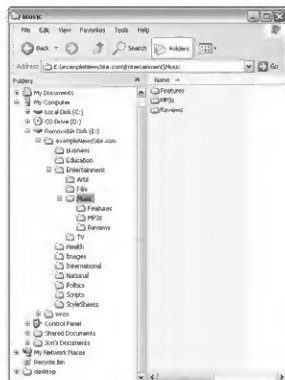 Music
File Edit View Favorites Tools Help
Back Search Folders
Address E:\exampleNewsSite.com\Entertainment\Music Go
Folders
Name
My Documents
My Computer
Local Disk (C:)
CD Drive (D:)
Removable Disk (E:)
exampleNewsSite.com
Business
Education
Entertainment
Arts
Film
Music
Features
MP3s
Reviews
TV
Health
Images
International
National
Politics
Scripts
StyleSheets
wrox
Control Panel
Shared Documents
Jon's Documents
My Network Places
Recycle Bin
desktop
Features
MP3s
Reviews